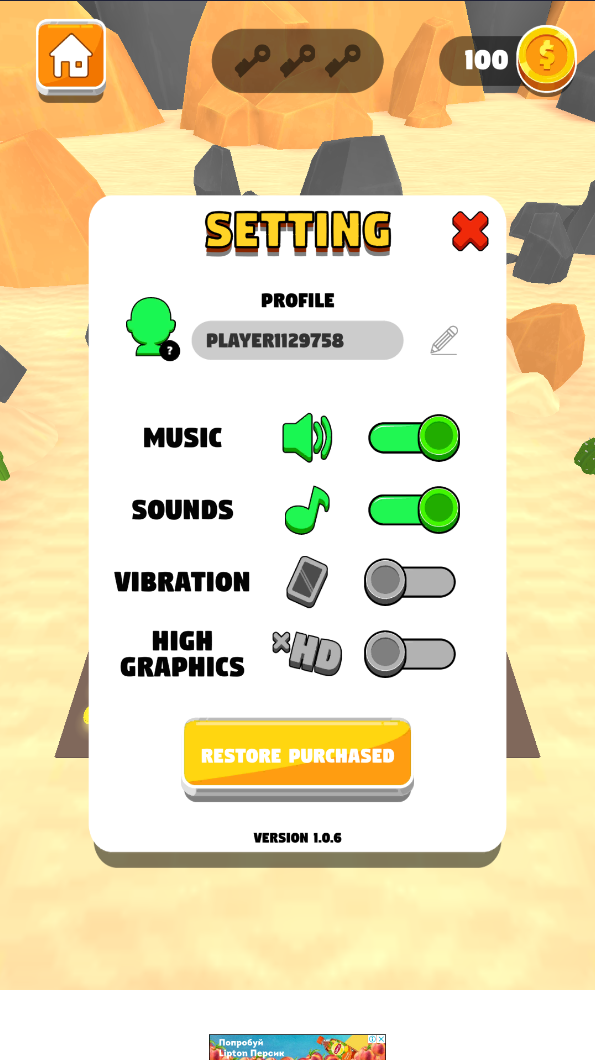 100
SETTING
PROFILE
PLAYER1129758
?
MUSIC
SOUNDS
VIBRATION
HIGH
GRAPHICS
×HD
RESTORE PURCHASED
VERSION 1.0.6
Попробуй
Lipton Персик